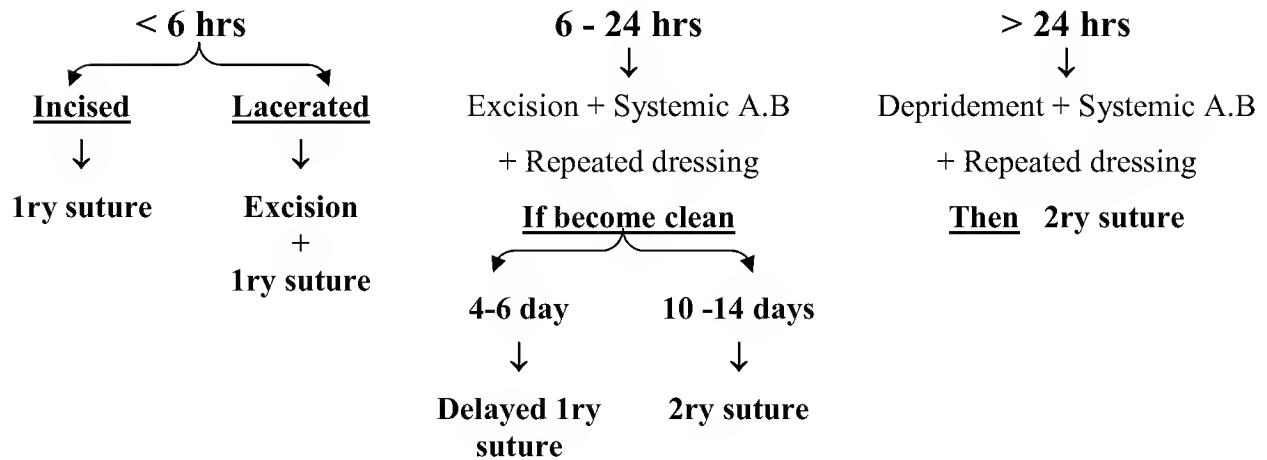 < 6 hrs
Incised
1ry suture
Lacerated
Excision
+
1ry suture
6 - 24 hrs
Excision + Systemic A.B
+ Repeated dressing
If become clean
4-6 day
Delayed 1ry
suture
10 -14 days
2ry suture
> 24 hrs
Depridement + Systemic A.B
+ Repeated dressing
Then 2ry suture